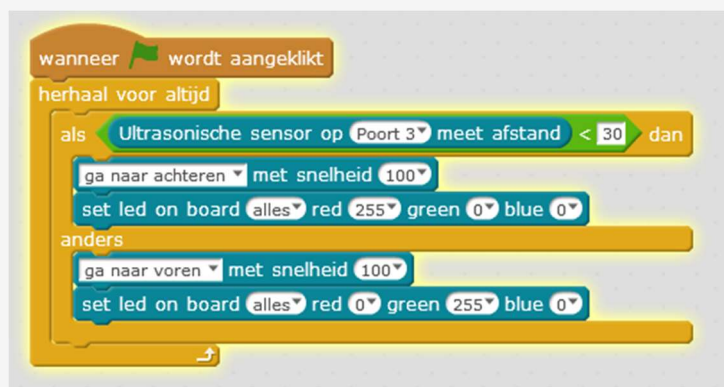 wanneer wordt aangeklikt
herhaal voor altijd
als Ultrasonische sensor op Poort 3 meet afstand < 30 dan
ga naar achteren met snelheid 100
set led on board alles red 255 green 0 blue 0
anders
ga naar voren met snelheid 100
set led on board alles red 0 green 255 blue 0